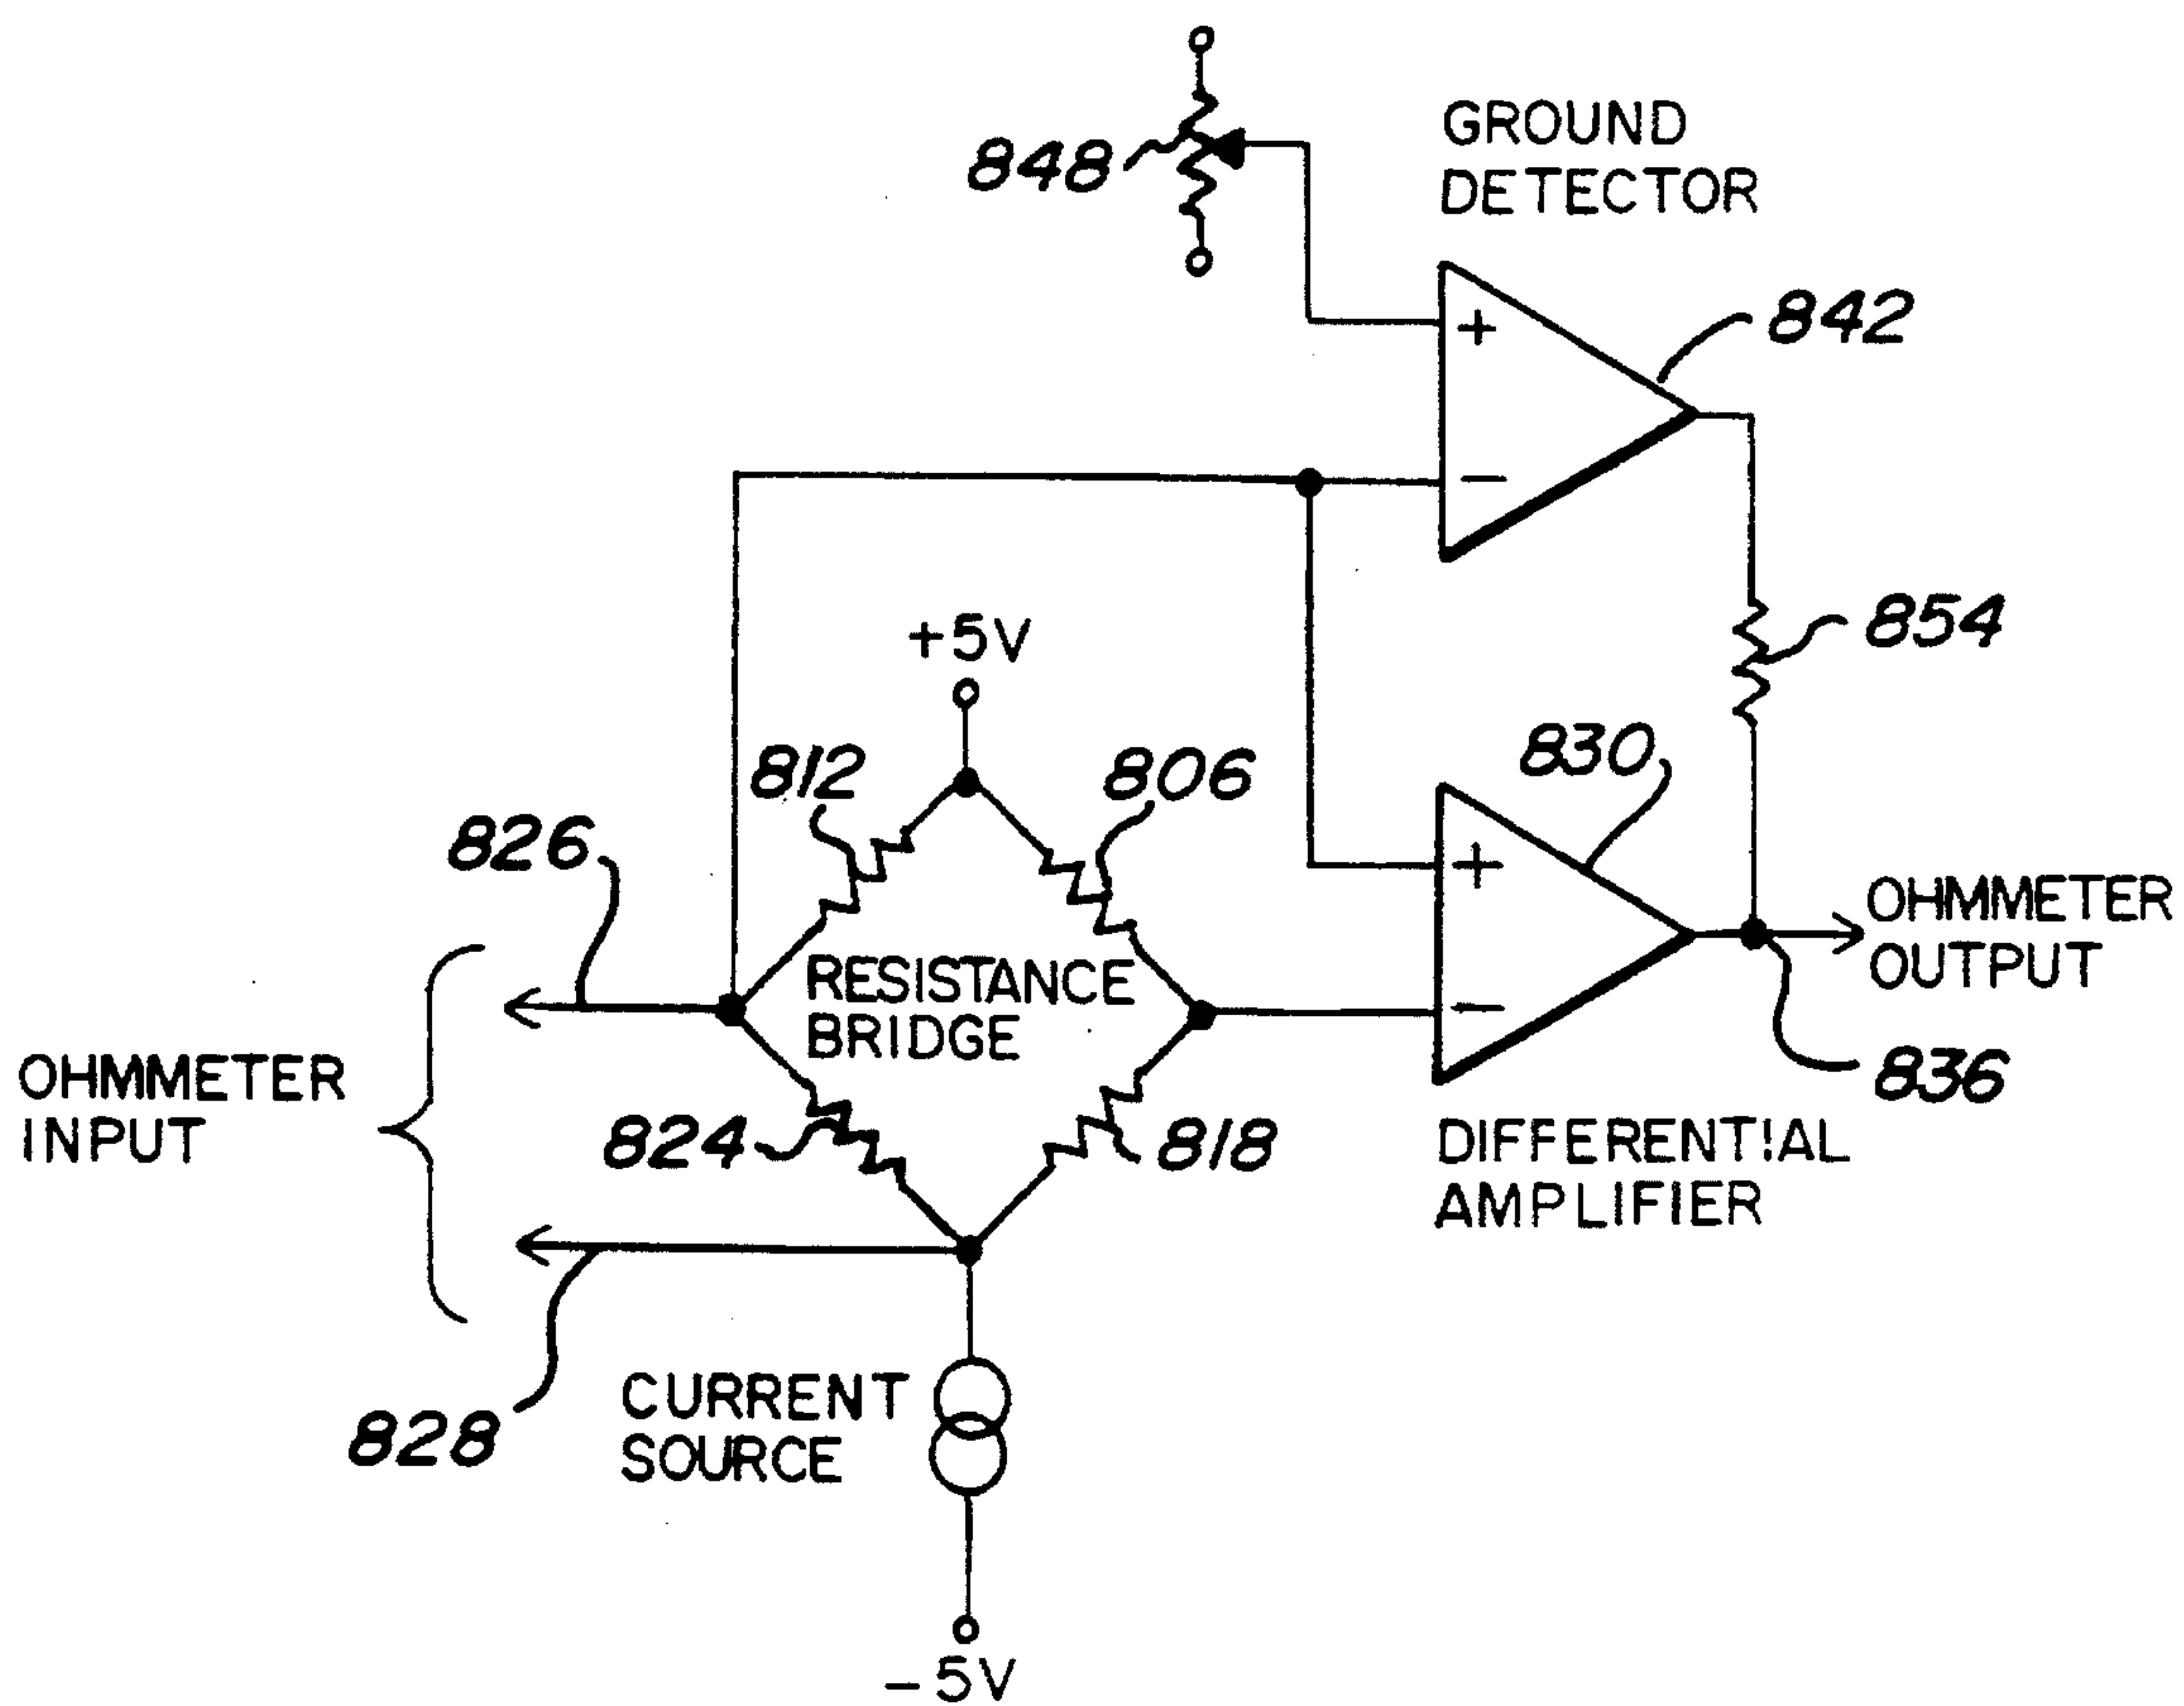 848
GROUND
DETECTOR
+
842
−
+5V
854
812
806
830
826
+
OHMMETER
OUTPUT
RESISTANCE
BRIDGE
−
836
OHMMETER
INPUT
824
818
DIFFERENTIAL
AMPLIFIER
828
CURRENT
SOURCE
−5V